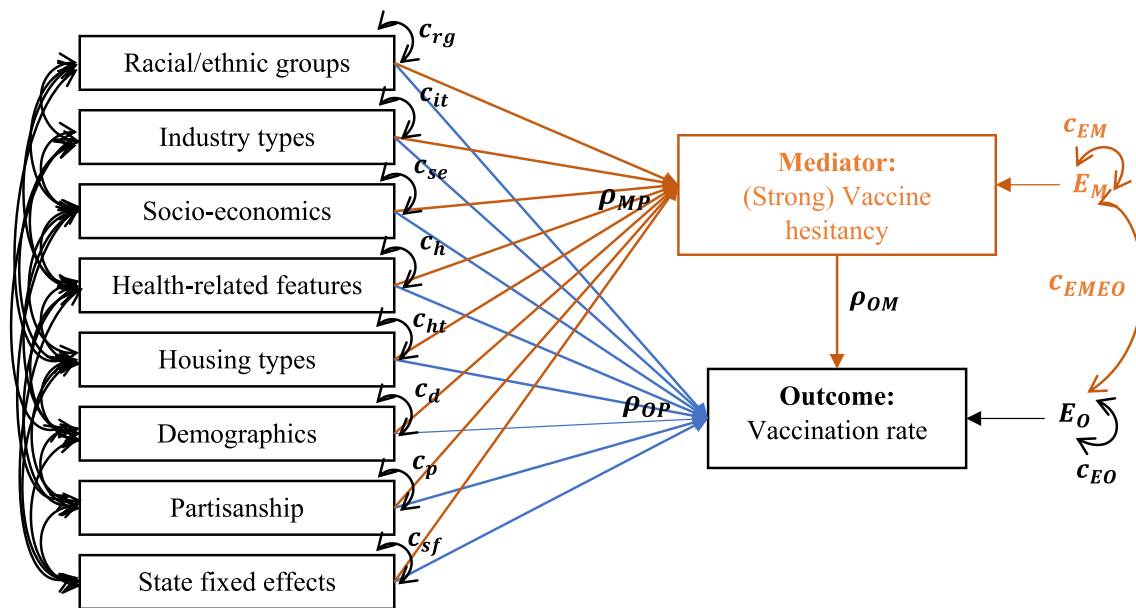 c_rg
Racial/ethnic groups
c_it
Industry types
c_se
Socio-economics
c_h
Health-related features
c_ht
Housing types
c_d
Demographics
c_p
Partisanship
c_sf
State fixed effects
ρ_MP
ρ_OP
Mediator:
(Strong) Vaccine
hesitancy
c_EM
E_M
ρ_OM
c_EMEO
Outcome:
Vaccination rate
E_O
c_EO